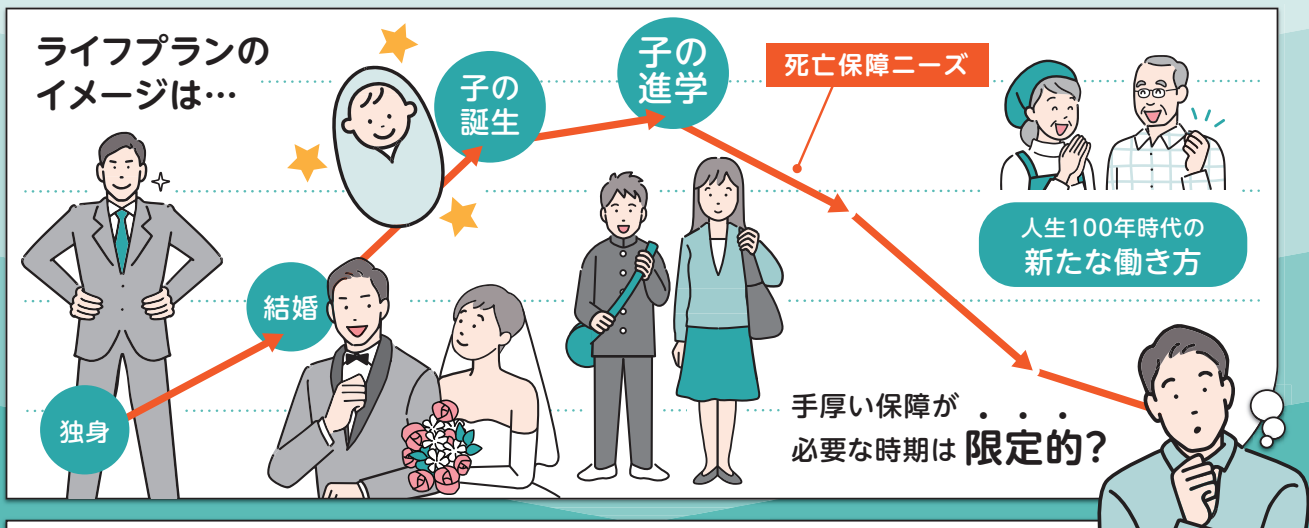 ライフプランの
イメージは…
子の
誕生
子の
進学
死亡保障ニーズ
人生100年時代の
新たな働き方
結婚
独身
手厚い保障が
必要な時期は 限定的?